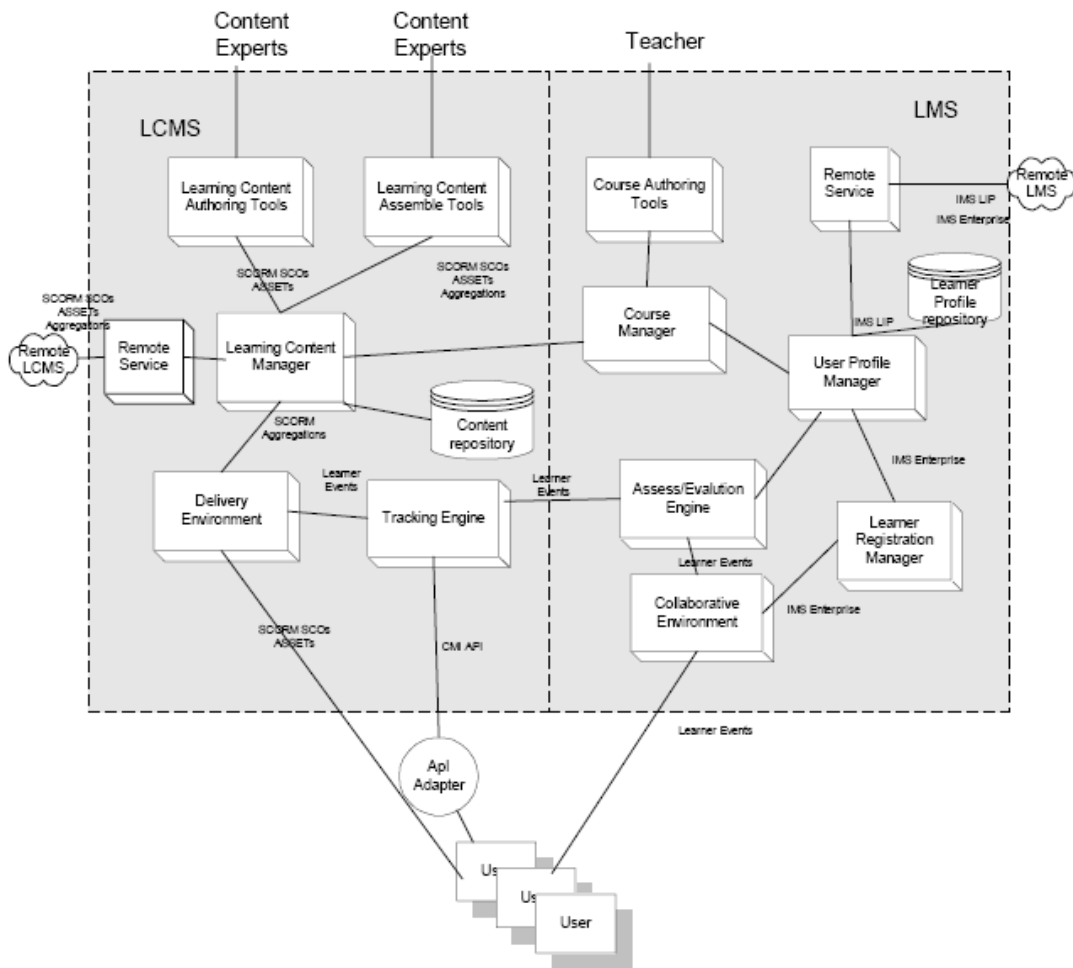 Content
Experts
Content
Experts
Teacher
LCMS
LMS
Learning Content
Authoring Tools
Learning Content
Assemble Tools
Course Authoring
Tools
Remote
Service
Remote
LMS
IMS LIP
IMS Enterprise
SCORM SCOs
ASSETs
SCORM SCOs
ASSETs
Aggregations
Learner
Profile
repository
SCORM SCOs
ASSETs
Aggregations
Remote
LCMS
Remote
Service
Learning Content
Manager
Course
Manager
IMS LIP
User Profile
Manager
SCORM
Aggregations
Content
repository
IMS Enterprise
Learner
Events
Learner
Events
Delivery
Environment
Tracking Engine
Assess/Evalution
Engine
Learner
Registration
Manager
Learner Events
Collaborative
Environment
IMS Enterprise
SCORM SCOs
ASSETs
CMI API
Learner Events
ApI
Adapter
Us
Us
User